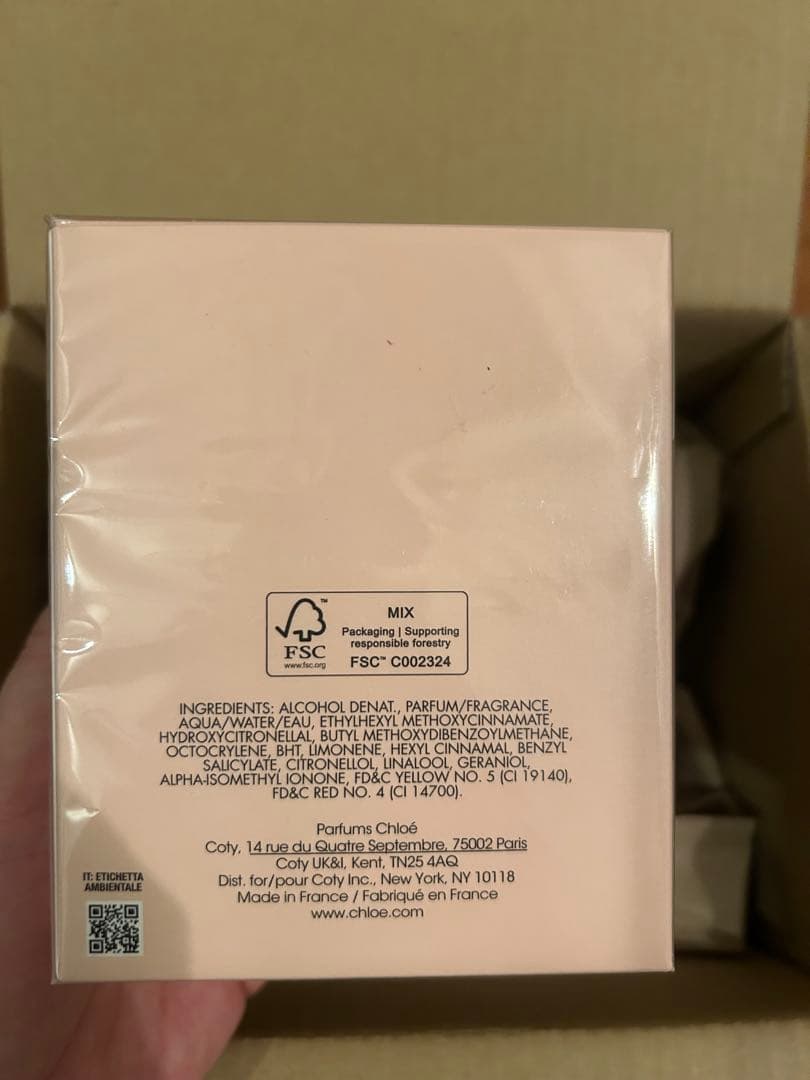 MIX
Packaging | Supporting
responsible forestry
FSC™ C002324
™
FSC
www.fsc.org
INGREDIENTS: ALCOHOL DENAT., PARFUM/FRAGRANCE,
AQUA/WATER/EAU, ETHYLHEXYL METHOXYCINNAMATE,
HYDROXYCITRONELLAL, BUTYL METHOXYDIBENZOYLMETHANE,
OCTOCRYLENE, BHT, LIMONENE, HEXYL CINNAMAL, BENZYL
SALICYLATE, CITRONELLOL, LINALOOL, GERANIOL,
ALPHA-ISOMETHYL IONONE, FD&C YELLOW NO. 5 (CI 19140),
FD&C RED NO. 4 (CI 14700).
Parfums Chloé
Coty, 14 rue du Quatre Septembre, 75002 Paris
Coty UK&I, Kent, TN25 4AQ
Dist. for/pour Coty Inc., New York, NY 10118
Made in France / Fabriqué en France
www.chloe.com
IT: ETICHETTA
AMBIENTALE